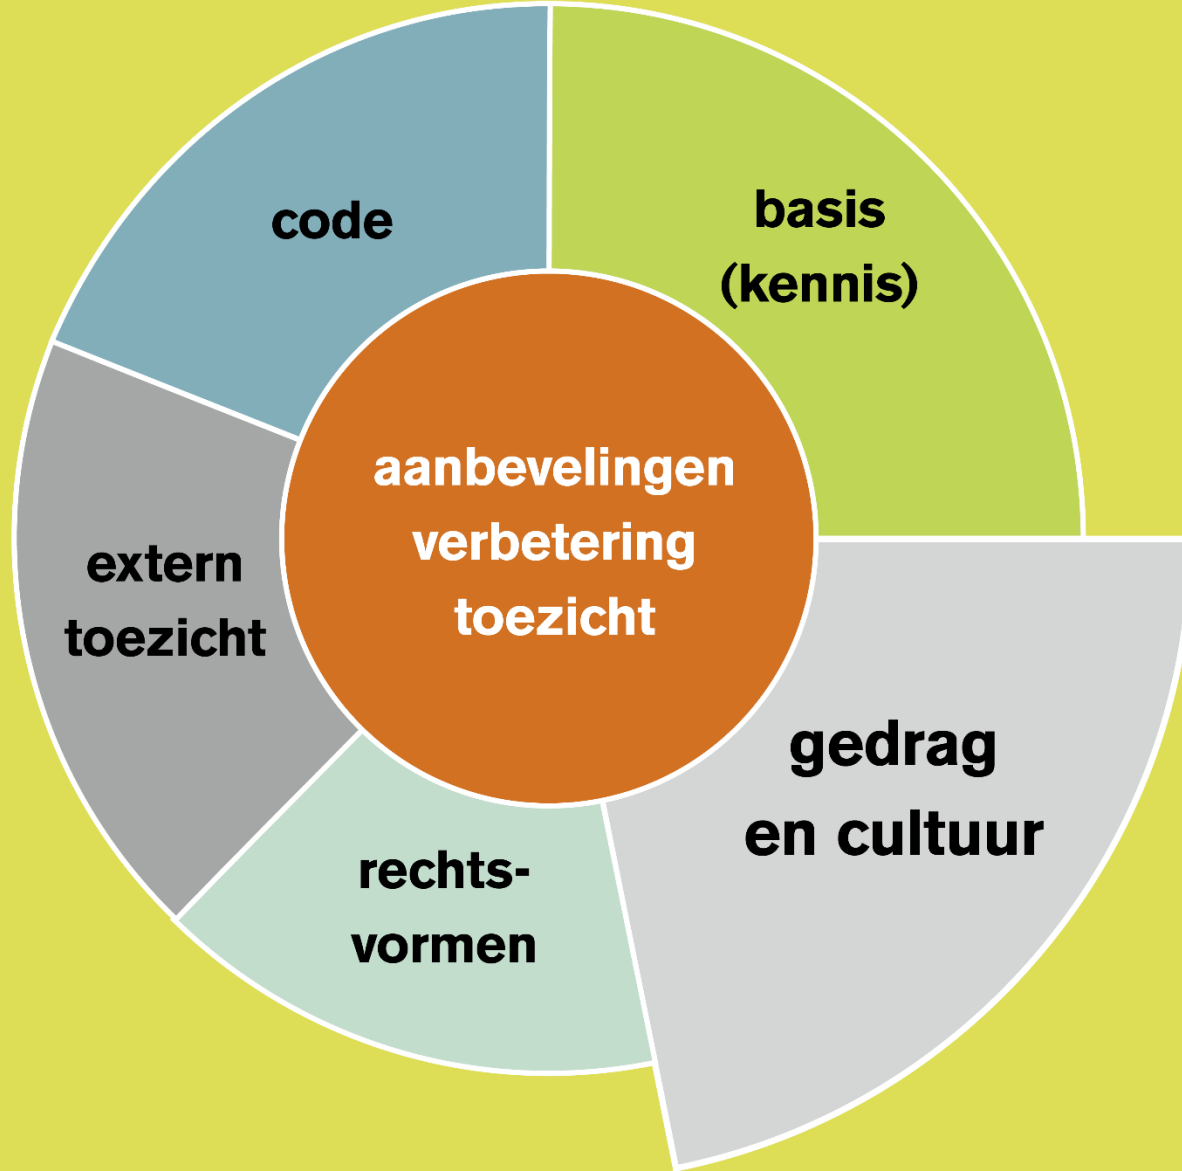 code
basis
(kennis)
aanbevelingen
verbetering
toezicht
extern
toezicht
gedrag
en cultuur
rechts-
vormen